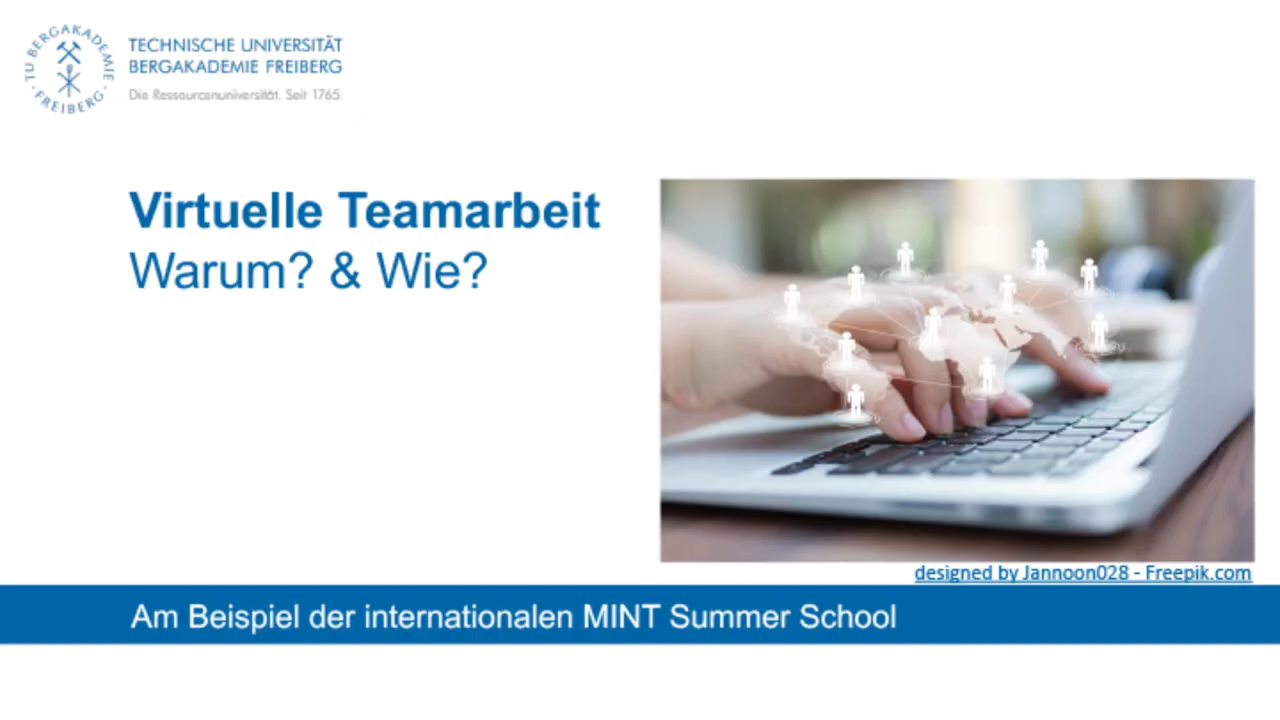 TU BERGAKADEMIE
· FREIBERG ·
TECHNISCHE UNIVERSITÄT
BERGAKADEMIE FREIBERG
Die Ressourcenuniversität. Seit 1765.
Virtuelle Teamarbeit
Warum? & Wie?
designed by Jannoon028 - Freepik.com
Am Beispiel der internationalen MINT Summer School